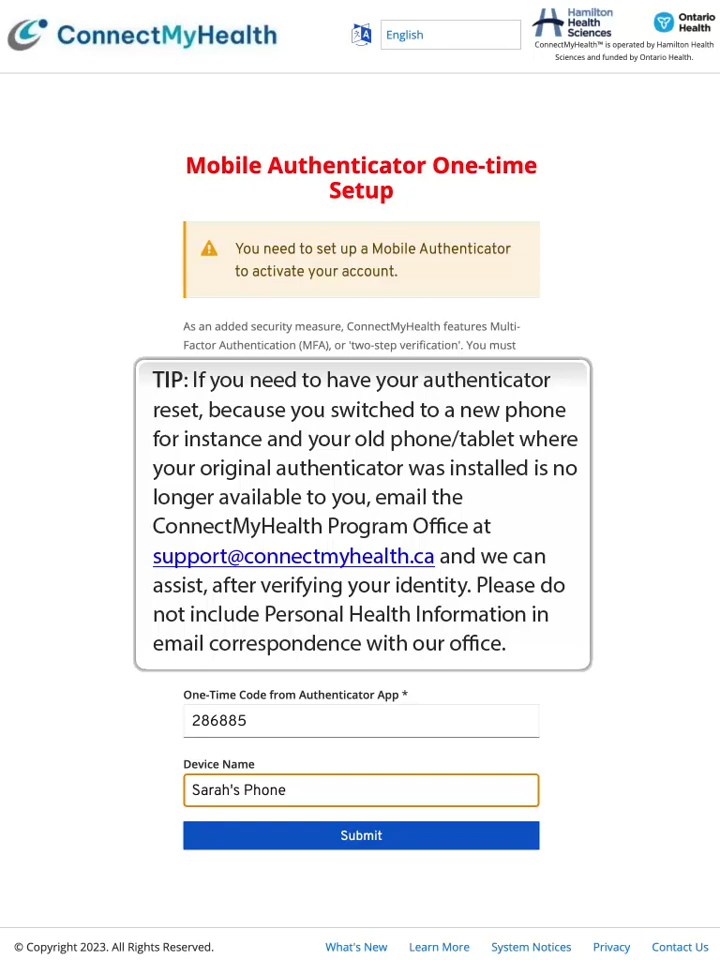 ConnectMyHealth
English
Hamilton
Health
Sciences
Ontario
Health
ConnectMyHealth™ is operated by Hamilton Health
Sciences and funded by Ontario Health.
Mobile Authenticator One-time
Setup
You need to set up a Mobile Authenticator
to activate your account.
As an added security measure, ConnectMyHealth features Multi-
Factor Authentication (MFA), or 'two-step verification'. You must
TIP: If you need to have your authenticator
reset, because you switched to a new phone
for instance and your old phone/tablet where
your original authenticator was installed is no
longer available to you, email the
ConnectMyHealth Program Office at
support@connectmyhealth.ca and we can
assist, after verifying your identity. Please do
not include Personal Health Information in
email correspondence with our office.
One-Time Code from Authenticator App *
286885
Device Name
Sarah's Phone
Submit
© Copyright 2023. All Rights Reserved.
What's New
Learn More
System Notices
Privacy
Contact Us